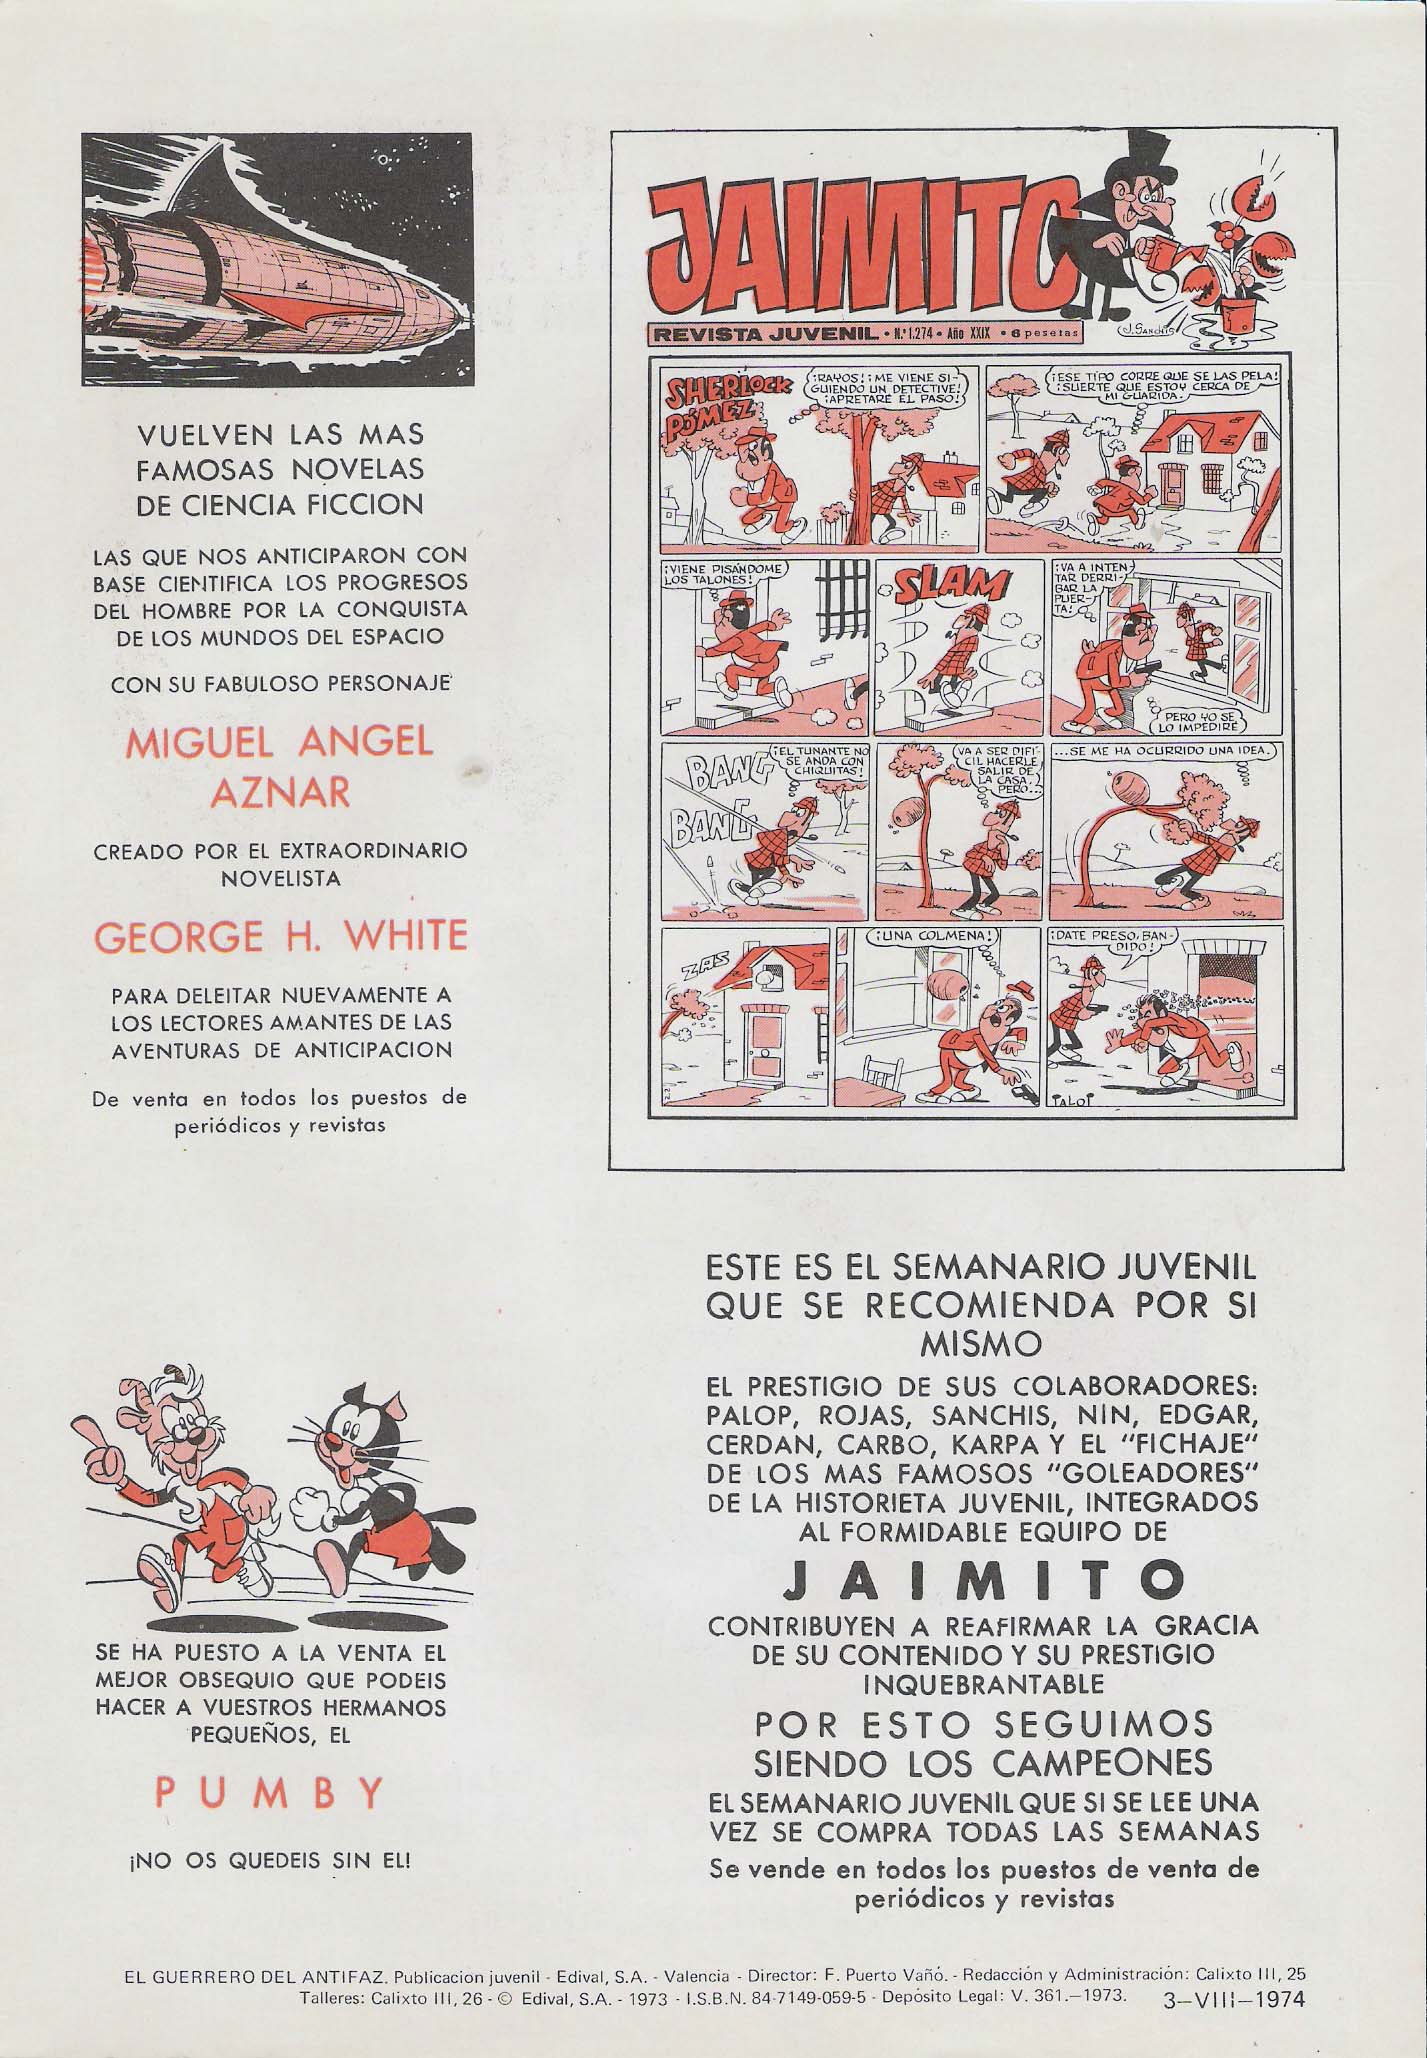 VUELVEN LAS MAS
FAMOSAS NOVELAS
DE CIENCIA FICCION
LAS QUE NOS ANTICIPARON CON
BASE CIENTIFICA LOS PROGRESOS
DEL HOMBRE POR LA CONQUISTA
DE LOS MUNDOS DEL ESPACIO
CON SU FABULOSO PERSONAJE
MIGUEL ANGEL
AZNAR
CREADO POR EL EXTRAORDINARIO
NOVELISTA
GEORGE H. WHITE
PARA DELEITAR NUEVAMENTE A
LOS LECTORES AMANTES DE LAS
AVENTURAS DE ANTICIPACION
De venta en todos los puestos de
periódicos y revistas
JAIMITO
J. SANCHIS
REVISTA JUVENIL • N.º 1.274 • Año XXIX • 6 pesetas
SHERLOCK
PÓMEZ
¡RAYOS! ¡ME VIENE SI-
GUIENDO UN DETECTIVE!
¡APRETARE EL PASO!
¡ESE TIPO CORRE QUE SE LAS PELA!
¡SUERTE QUE ESTOY CERCA DE
MI GUARIDA.
¡VIENE PISÁNDOME
LOS TALONES!
SLAM
¡VA A INTEN-
TAR DERRI-
BAR LA
PUER-
TA!
PERO YO SE
LO IMPEDIRÉ
BANG
BANG
¡EL TUNANTE NO
SE ANDA CON
CHIQUITAS!
VA A SER DIFI-
CIL HACERLE
SALIR DE
LA CASA.
PERO...
...SE ME HA OCURRIDO UNA IDEA.
ZAS
¡UNA COLMENA!
¡DATE PRESO, BAN-
DIDO!
PALOP
ESTE ES EL SEMANARIO JUVENIL
QUE SE RECOMIENDA POR SI
MISMO
EL PRESTIGIO DE SUS COLABORADORES:
PALOP, ROJAS, SANCHIS, NIN, EDGAR,
CERDAN, CARBO, KARPA Y EL "FICHAJE"
DE LOS MAS FAMOSOS "GOLEADORES"
DE LA HISTORIETA JUVENIL, INTEGRADOS
AL FORMIDABLE EQUIPO DE
JAIMITO
CONTRIBUYEN A REAFIRMAR LA GRACIA
DE SU CONTENIDO Y SU PRESTIGIO
INQUEBRANTABLE
POR ESTO SEGUIMOS
SIENDO LOS CAMPEONES
EL SEMANARIO JUVENIL QUE SI SE LEE UNA
VEZ SE COMPRA TODAS LAS SEMANAS
Se vende en todos los puestos de venta de
periódicos y revistas
SE HA PUESTO A LA VENTA EL
MEJOR OBSEQUIO QUE PODEIS
HACER A VUESTROS HERMANOS
PEQUEÑOS, EL
PUMBY
¡NO OS QUEDEIS SIN EL!
EL GUERRERO DEL ANTIFAZ. Publicacion juvenil - Edival, S.A. - Valencia - Director: F. Puerto Vañó. - Redacción y Administración: Calixto III, 25
Talleres: Calixto III, 26 - © Edival, S.A. - 1973 - I.S.B.N. 84-7149-059-5 - Depósito Legal: V. 361.—1973. 3—VIII—1974